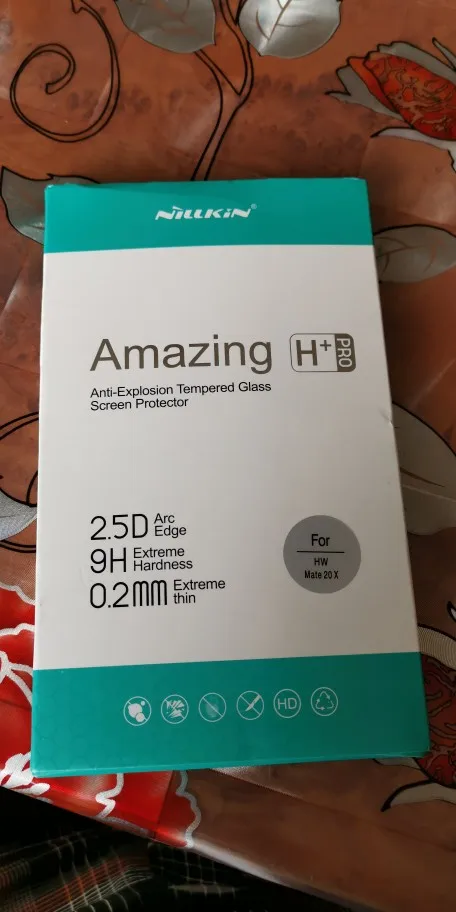 NILLKIN®
Amazing H+ PRO
Anti-Explosion Tempered Glass
Screen Protector
2.5D Arc Edge
9H Extreme Hardness
0.2mm Extreme thin
For
HW
Mate 20 X
HD